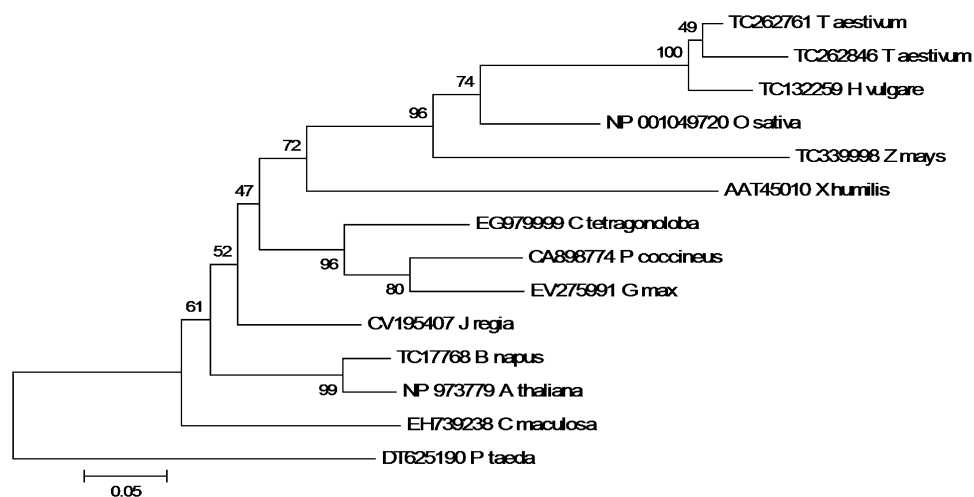 TC262761 T aestivum
49
TC262846 T aestivum
100
TC132259 H vulgare
74
96
NP 001049720 O sativa
72
TC339998 Z mays
47
AAT45010 X humilis
EG979999 C tetragonoloba
52
96
CA898774 P coccineus
80
EV275991 G max
61
CV195407 J regia
TC17768 B napus
99
NP 973779 A thaliana
EH739238 C maculosa
DT625190 P taeda
0.05